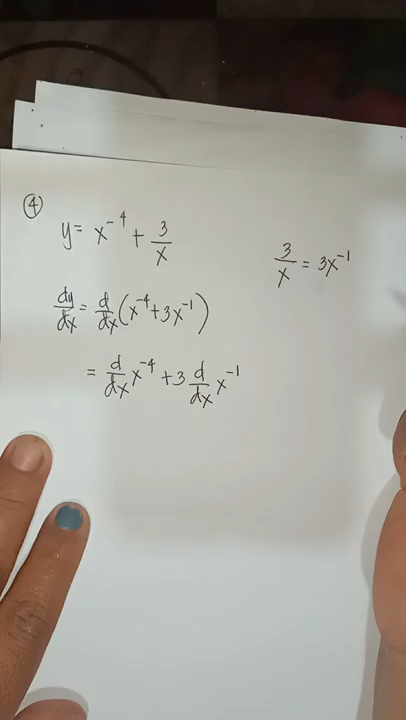 ④
y = x⁻⁴ + 3/x
3/x = 3x⁻¹
dy/dx = d/dx (x⁻⁴ + 3x⁻¹)
= d/dx x⁻⁴ + 3 d/dx x⁻¹